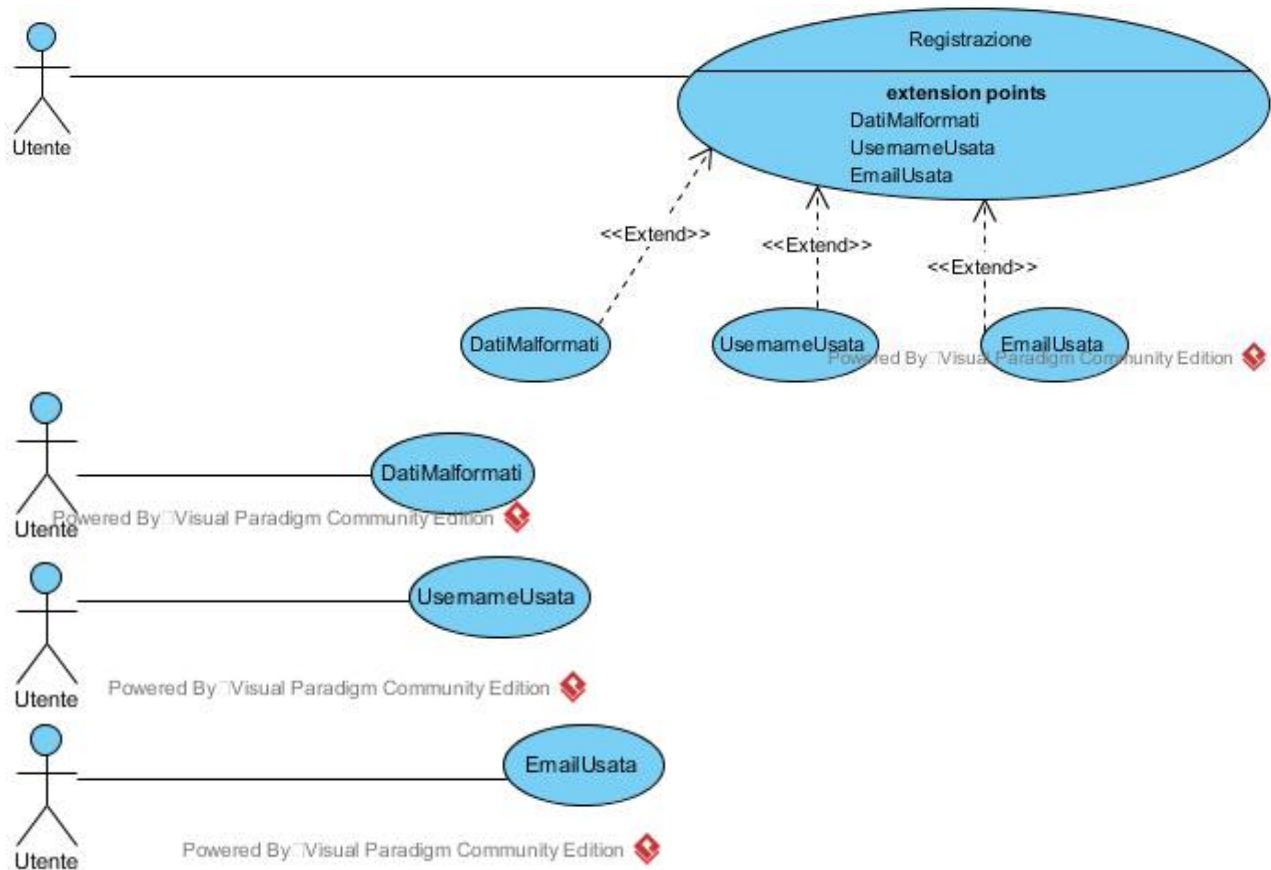 Registrazione
extension points
DatiMalformati
UsernameUsata
EmailUsata
Utente
<<Extend>>
<<Extend>>
<<Extend>>
DatiMalformati
UsernameUsata
EmailUsata
Powered By Visual Paradigm Community Edition
DatiMalformati
Utente
Powered By Visual Paradigm Community Edition
UsernameUsata
Utente
Powered By Visual Paradigm Community Edition
EmailUsata
Utente
Powered By Visual Paradigm Community Edition